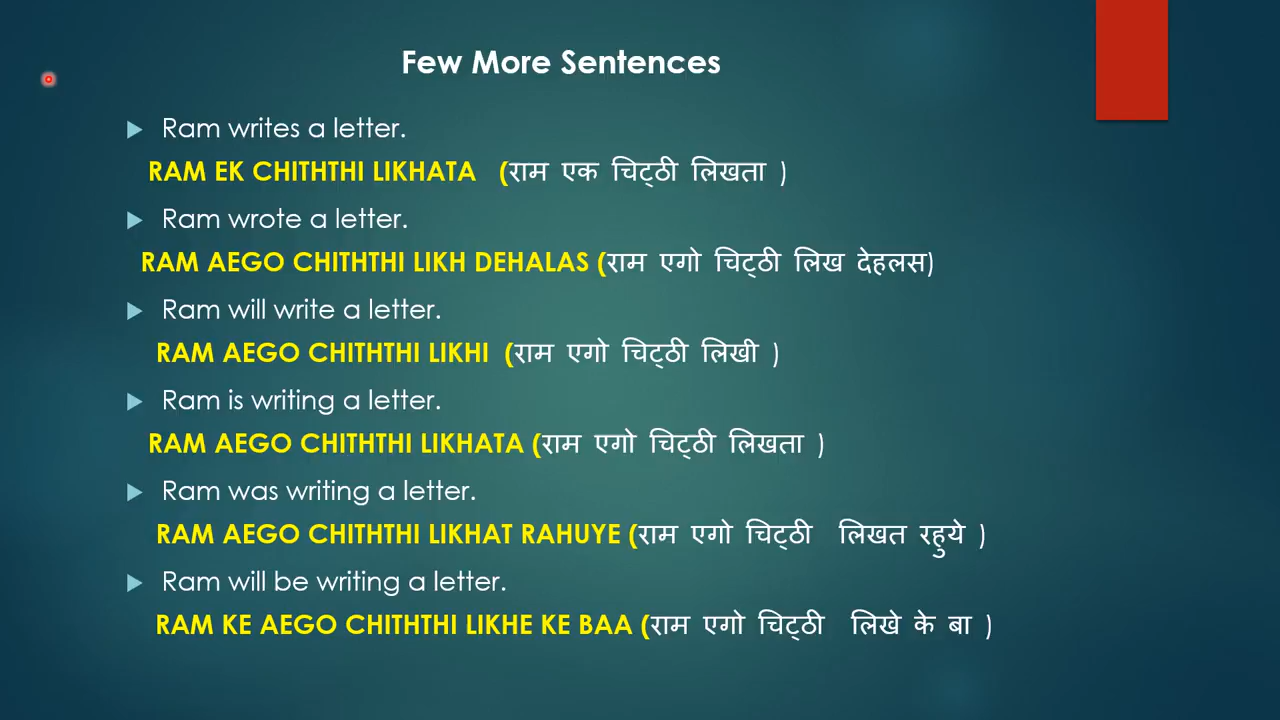 Few More Sentences
Ram writes a letter.
RAM EK CHITHTHI LIKHATA (राम एक चिट्ठी लिखता )
Ram wrote a letter.
RAM AEGO CHITHTHI LIKH DEHALAS (राम एगो चिट्ठी लिख देहलस)
Ram will write a letter.
RAM AEGO CHITHTHI LIKHI (राम एगो चिट्ठी लिखी )
Ram is writing a letter.
RAM AEGO CHITHTHI LIKHATA (राम एगो चिट्ठी लिखता )
Ram was writing a letter.
RAM AEGO CHITHTHI LIKHAT RAHUYE (राम एगो चिट्ठी लिखत रहुये )
Ram will be writing a letter.
RAM KE AEGO CHITHTHI LIKHE KE BAA (राम एगो चिट्ठी लिखे के बा )